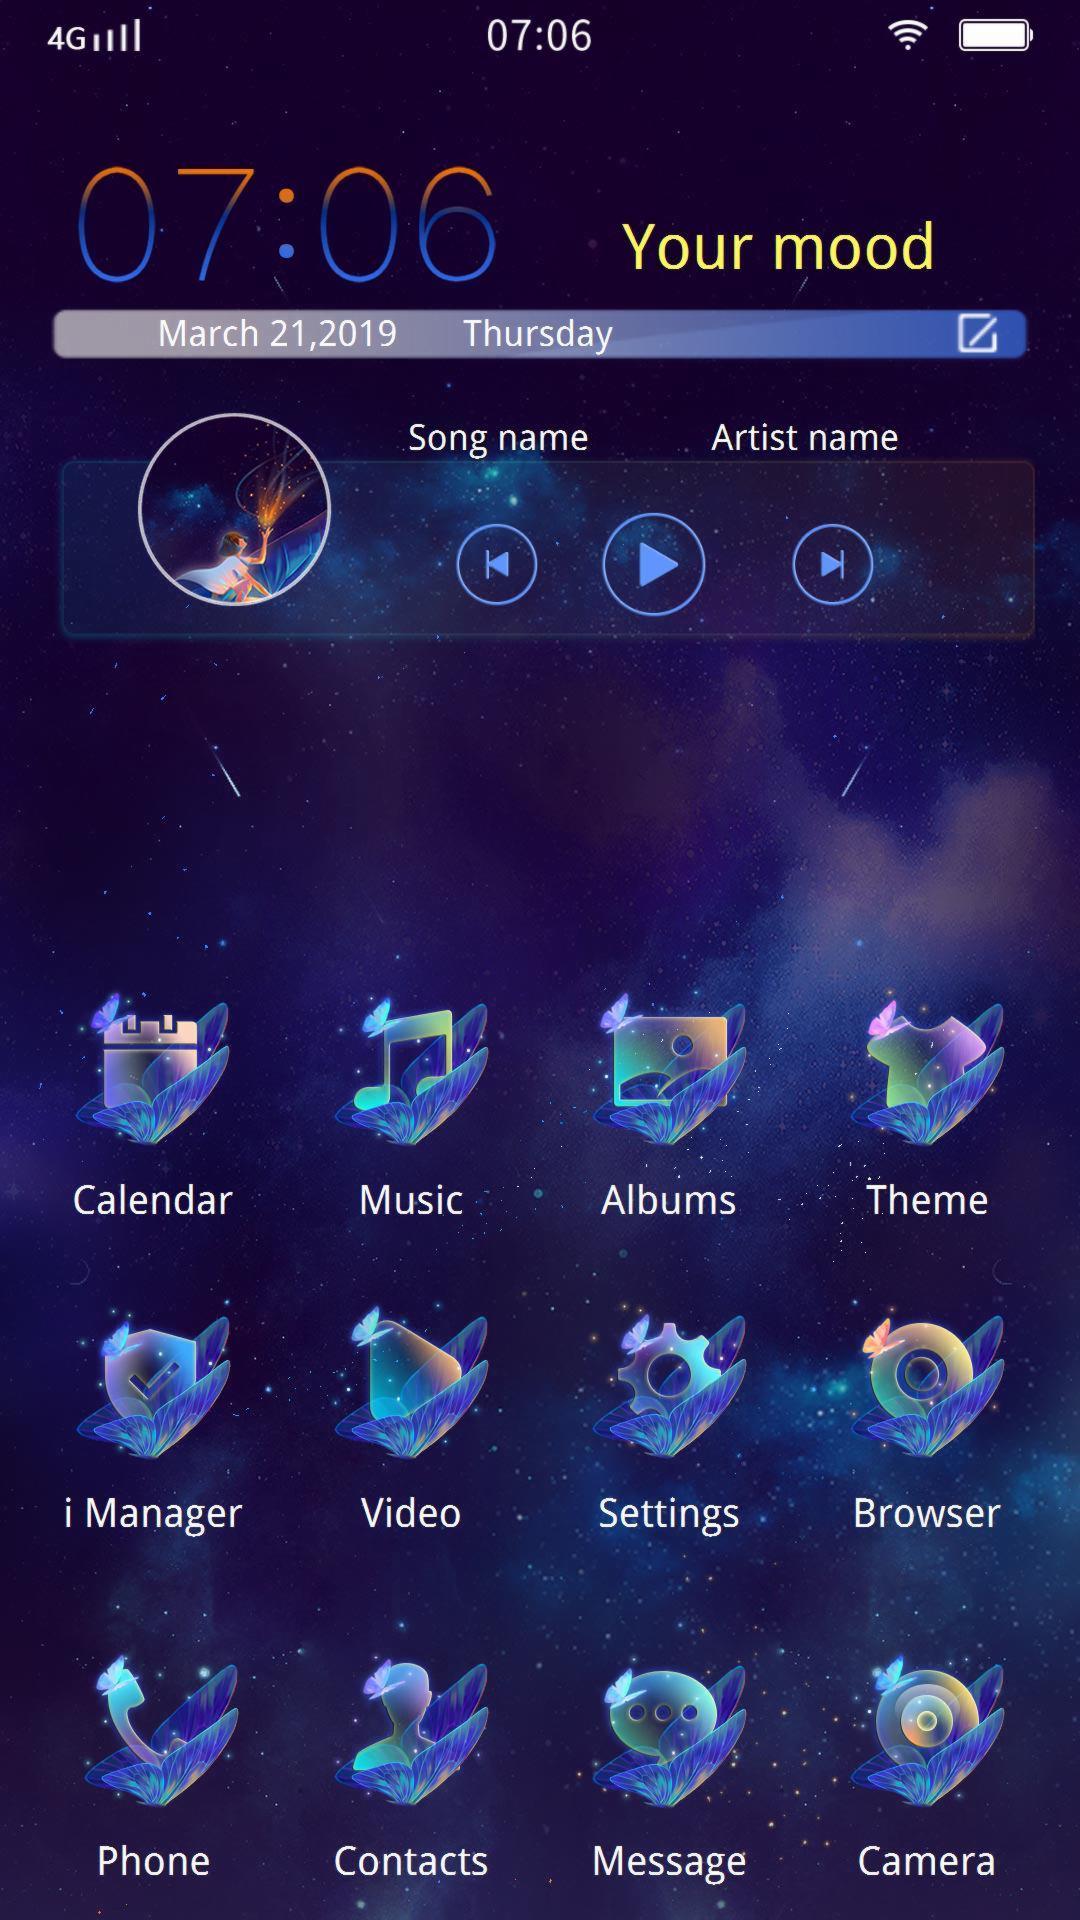 4G 07:06
07:06
Your mood
March 21,2019 Thursday
Song name Artist name
Calendar Music Albums Theme
i Manager Video Settings Browser
Phone Contacts Message Camera